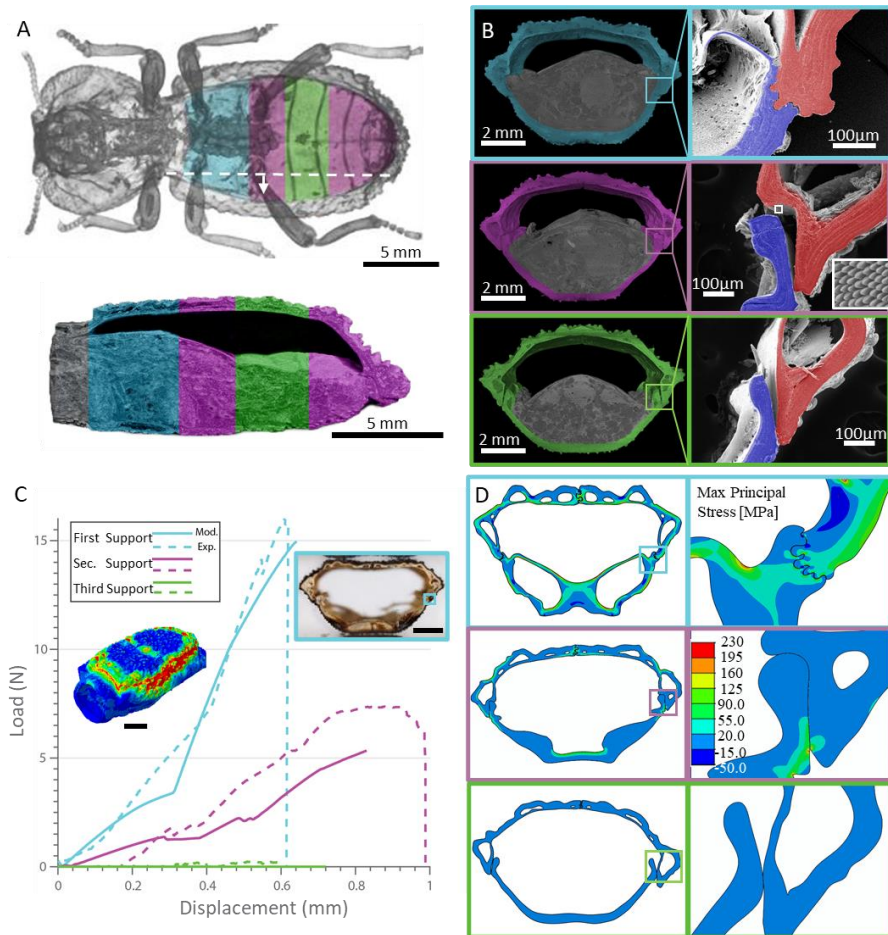 A
5 mm
5 mm
B
2 mm
100μm
2 mm
100μm
2 mm
100μm
C
First Support
Mod.
Exp.
Sec. Support
Third Support
15
10
5
0
Load (N)
0
0.2
0.4
0.6
0.8
1
Displacement (mm)
D
Max Principal
Stress [MPa]
230
195
160
125
90.0
55.0
20.0
-15.0
-50.0